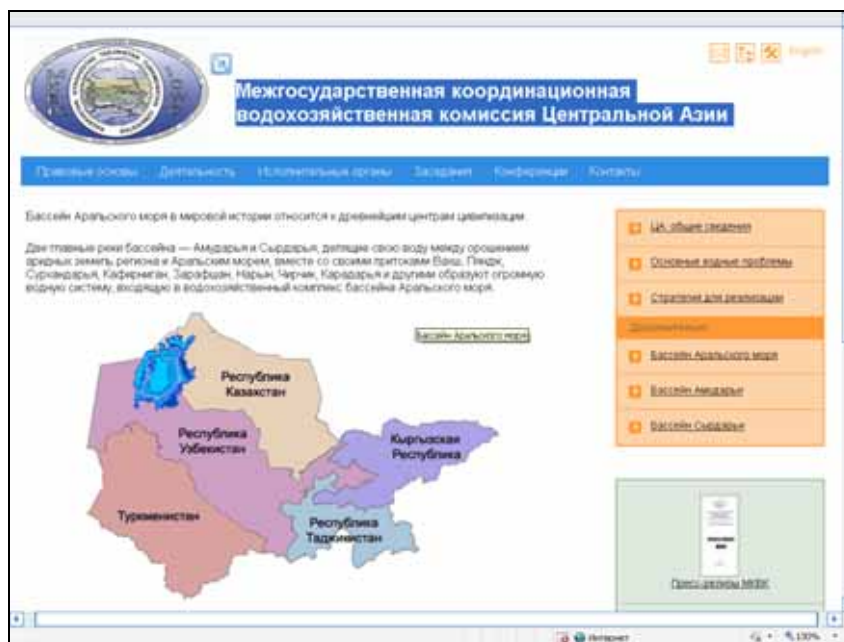 English
Межгосударственная координационная
водохозяйственная комиссия Центральной Азии
Правовые основы Деятельность Исполнительные органы Заседания Конференции Контакты
Бассейн Аральского моря в мировой истории относится к древнейшим центрам цивилизации.
Две главные реки бассейна — Амударья и Сырдарья, делящие свою воду между орошением
аридных земель региона и Аральским морем, вместе со своими притоками Вахш, Пяндж,
Сурхандарья, Кафирниган, Зарафшан, Нарын, Чирчик, Карадарья и другими образуют огромную
водную систему, входящую в водохозяйственный комплекс бассейна Аральского моря.
Бассейн Аральского моря
Республика
Казахстан
Республика
Узбекистан
Кыргызская
Республика
Туркменистан
Республика
Таджикистан
ЦА: общие сведения
Основные водные проблемы
Стратегия для реализации
Дополнительно
Бассейн Аральского моря
Бассейн Амударьи
Бассейн Сырдарьи
Пресс-релизы МКВК
Интернет
100%